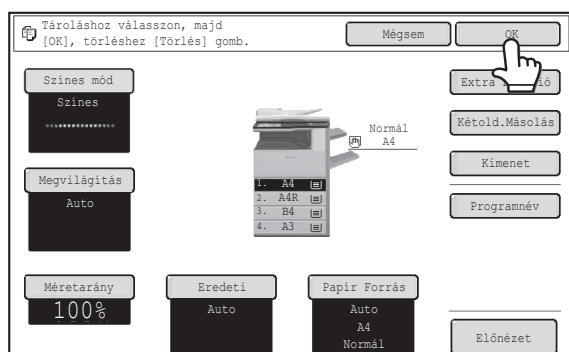 Tároláshoz válasszon, majd
[OK], törléshez [Törlés] gomb.
Mégsem
OK
Színes mód
Színes
Extra
ió
Normál
A4
Kétold.Másolás
Kimenet
Megvilágítás
Auto
1. A4
2. A4R
3. B4
4. A3
Programnév
Méretarány
100%
Eredeti
Auto
Papír Forrás
Auto
A4
Normál
Előnézet